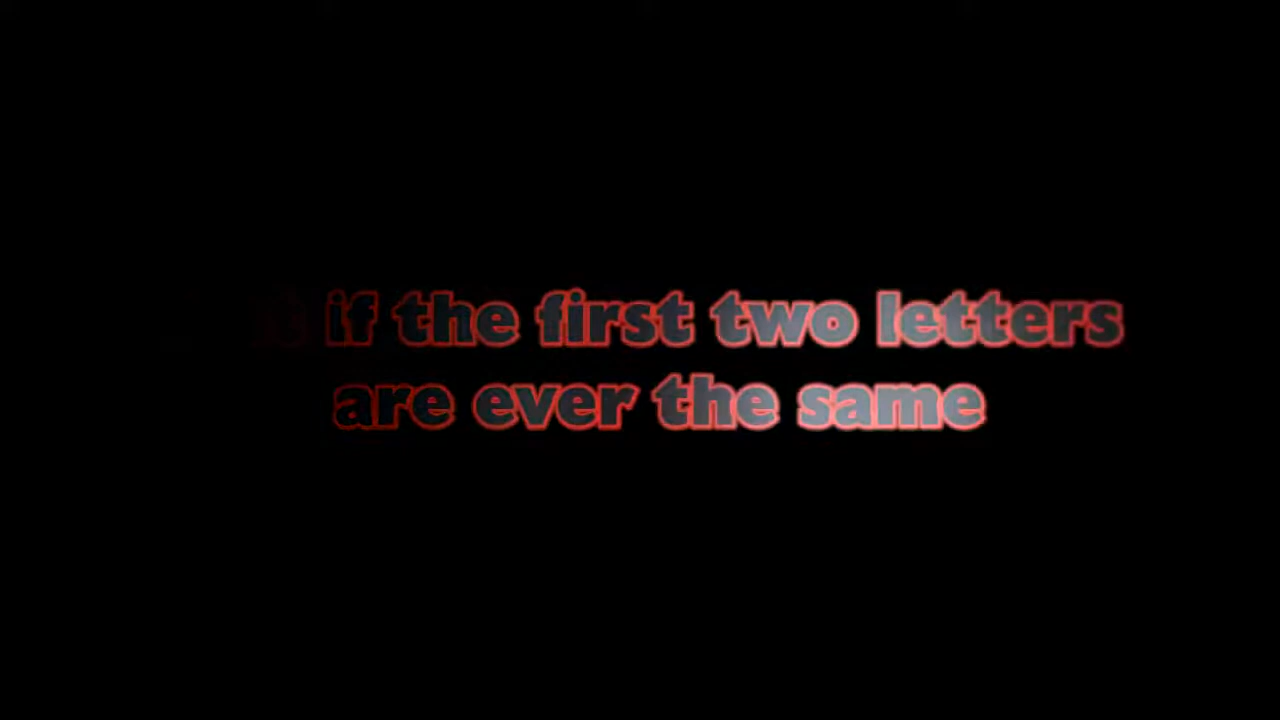 if the first two letters
are ever the same